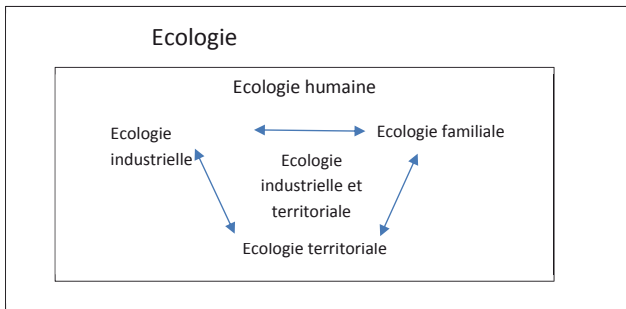 Ecologie
Ecologie humaine
Ecologie
industrielle
Ecologie familiale
Ecologie
industrielle et
territoriale
Ecologie territoriale